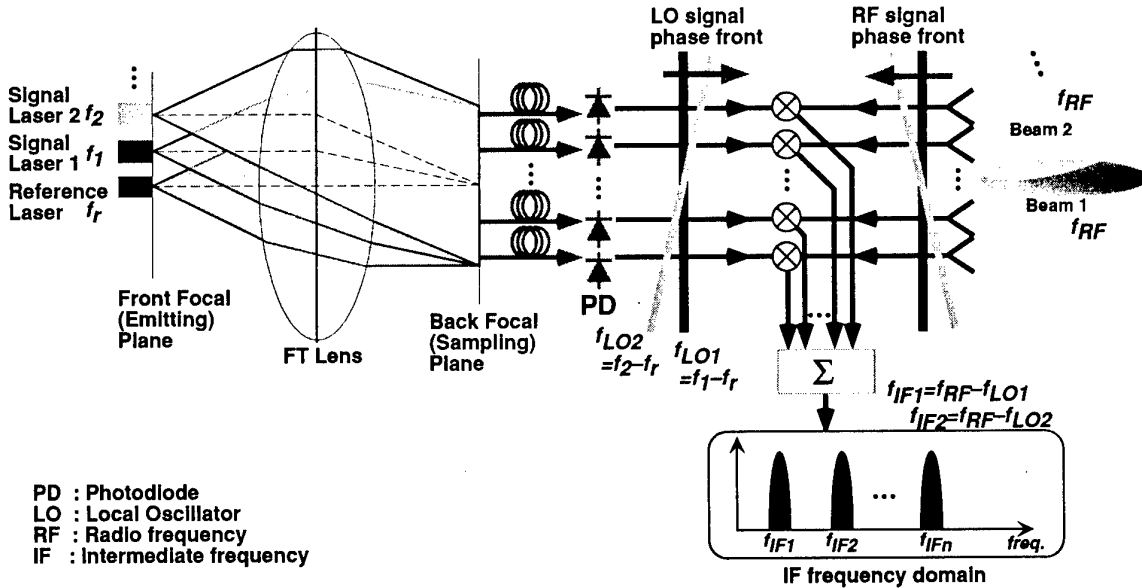 LO signal
phase front
RF signal
phase front
Signal
Laser 2 f2
Signal
Laser 1 f1
Reference
Laser fr
fRF
Beam 2
Beam 1
fRF
Front Focal
(Emitting)
Plane
FT Lens
Back Focal
(Sampling)
Plane
PD
fLO2
=f2–fr
fLO1
=f1–fr
Σ
fIF1=fRF–fLO1
fIF2=fRF–fLO2
fIF1 fIF2 fIFn freq.
IF frequency domain
PD : Photodiode
LO : Local Oscillator
RF : Radio frequency
IF : Intermediate frequency